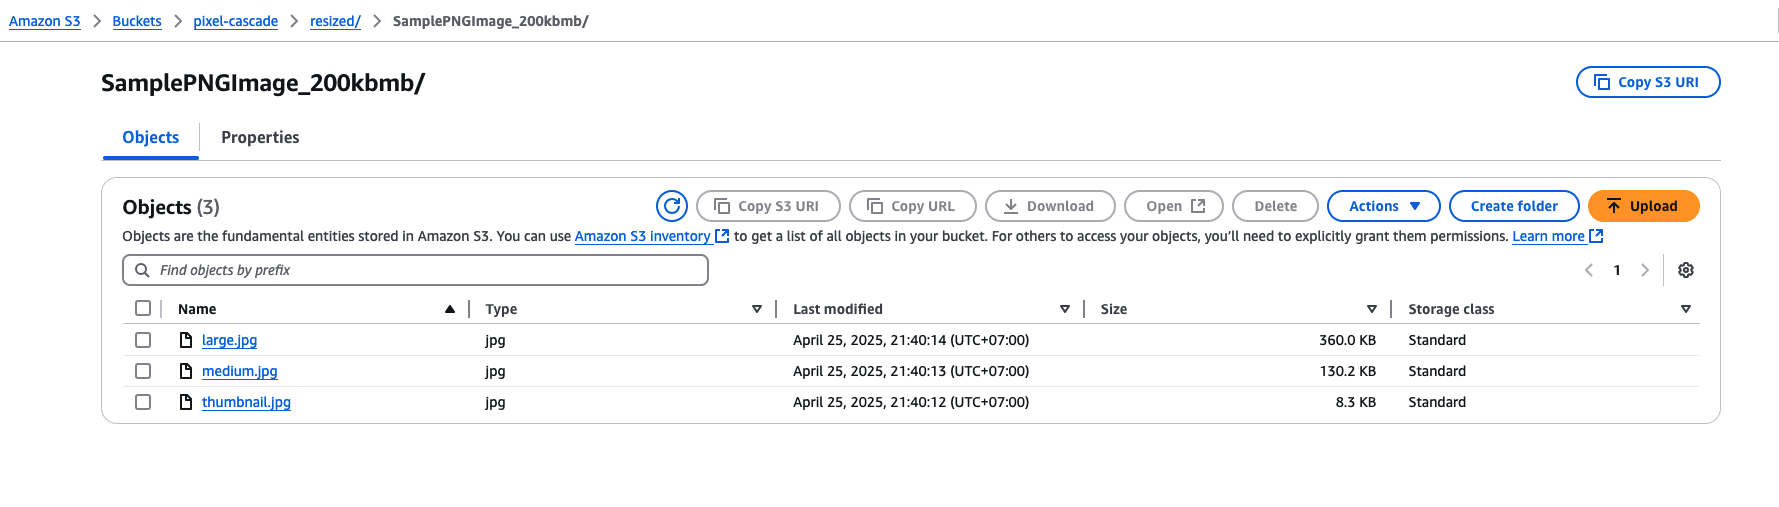 Amazon S3 > Buckets > pixel-cascade > resized/ > SamplePNGImage_200kbmb/
SamplePNGImage_200kbmb/
Copy S3 URI
Objects
Properties
Objects (3)
Copy S3 URI
Copy URL
Download
Open
Delete
Actions
Create folder
Upload
Objects are the fundamental entities stored in Amazon S3. You can use Amazon S3 inventory to get a list of all objects in your bucket. For others to access your objects, you'll need to explicitly grant them permissions. Learn more
Find objects by prefix
1
Name Type Last modified Size Storage class
large.jpg jpg April 25, 2025, 21:40:14 (UTC+07:00) 360.0 KB Standard
medium.jpg jpg April 25, 2025, 21:40:13 (UTC+07:00) 130.2 KB Standard
thumbnail.jpg jpg April 25, 2025, 21:40:12 (UTC+07:00) 8.3 KB Standard